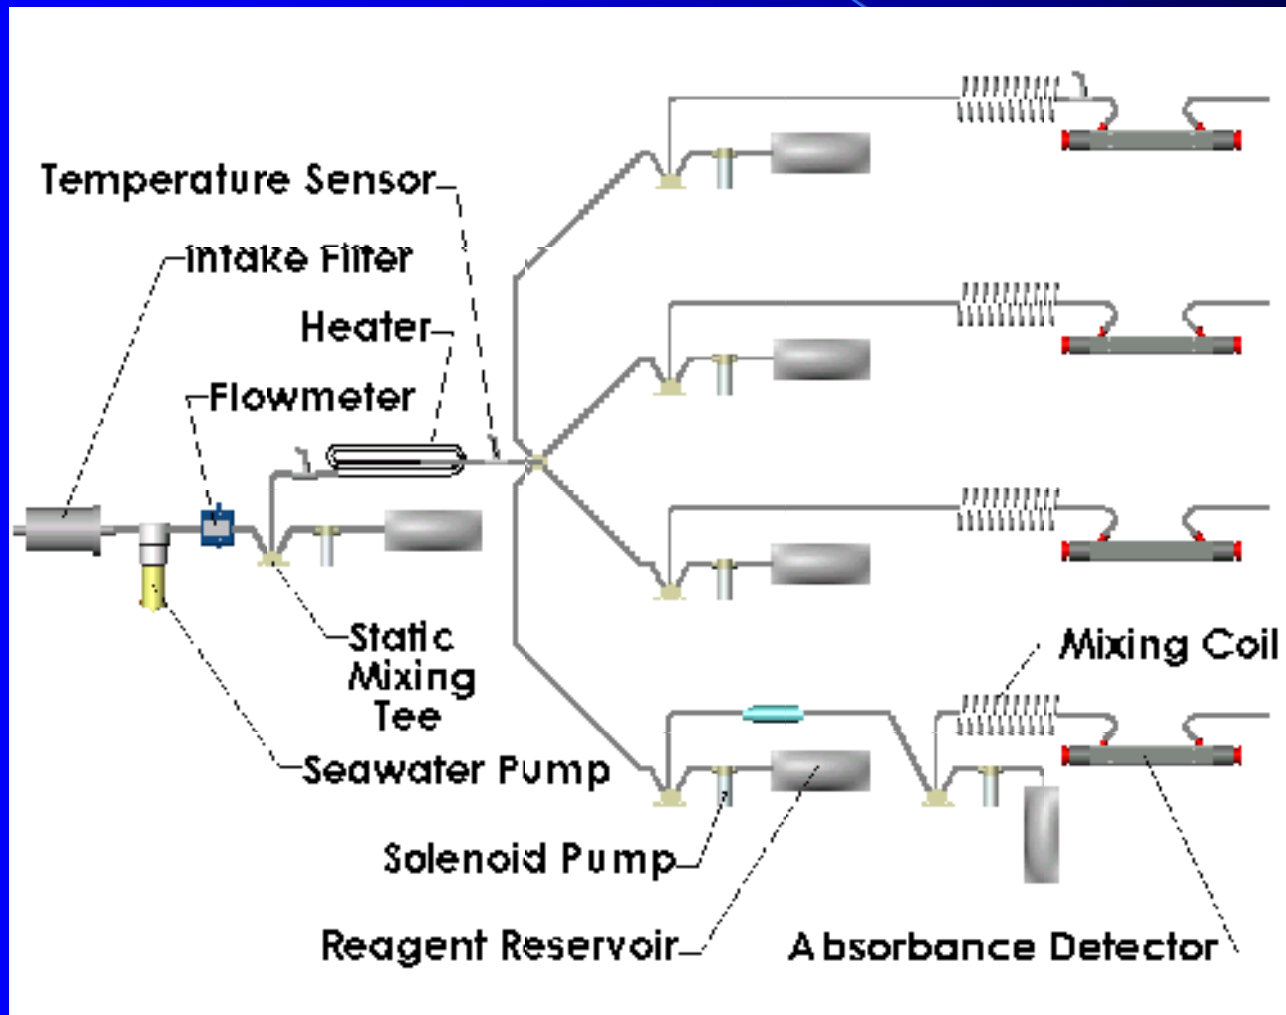 Temperature Sensor
Intake Filter
Heater
Flowmeter
Static
Mixing
Tee
Mixing Coil
Seawater Pump
Solenoid Pump
Reagent Reservoir
Absorbance Detector